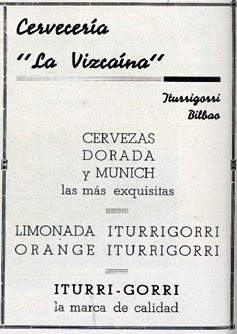 Cervecería
"La Vizcaína"
Iturrigorri
Bilbao
CERVEZAS
DORADA
y MUNICH
las más exquisitas
LIMONADA ITURRIGORRI
ORANGE ITURRIGORRI
ITURRI-GORRI
la marca de calidad